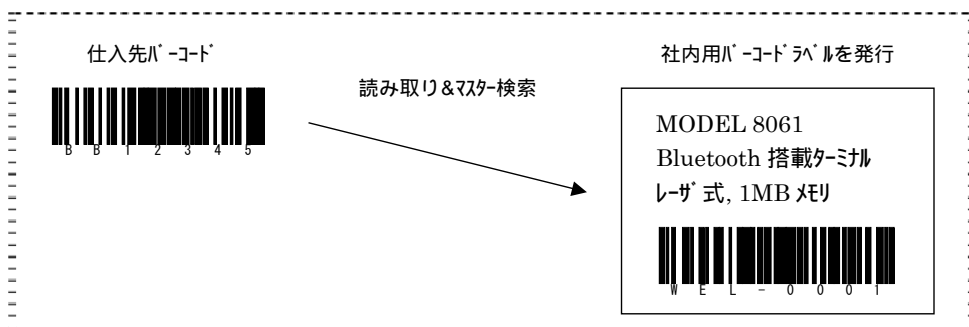 仕入先ﾊﾞｰｺｰﾄﾞ
BB12345
読み取り&ﾏｽﾀｰ検索
社内用ﾊﾞｰｺｰﾄﾞﾗﾍﾞﾙを発行
MODEL 8061
Bluetooth 搭載ﾀｰﾐﾅﾙ
ﾚｰｻﾞ式, 1MB ﾒﾓﾘ
WEL-0001